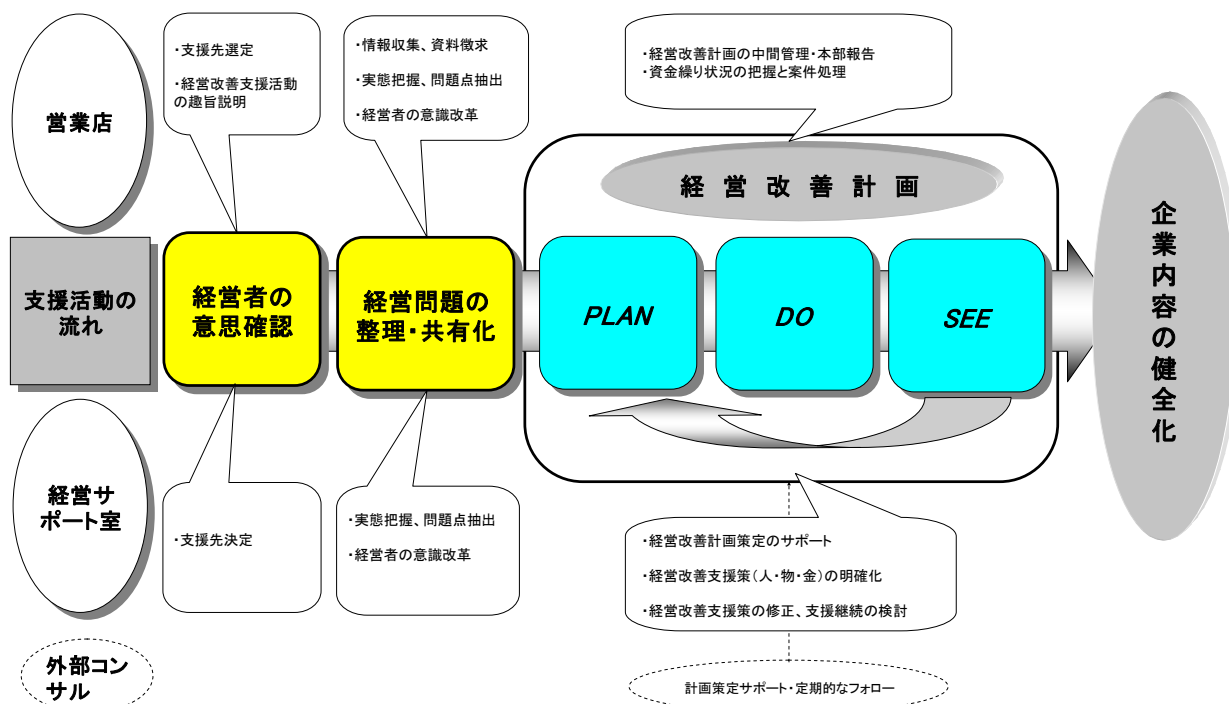 営業店
・支援先選定
・経営改善支援活動
の趣旨説明
・情報収集、資料徴求
・実態把握、問題点抽出
・経営者の意識改革
・経営改善計画の中間管理・本部報告
・資金繰り状況の把握と案件処理
経営改善計画
支援活動の
流れ
経営者の
意思確認
経営問題の
整理・共有化
PLAN
DO
SEE
企業内容の健全化
経営サ
ポート室
・支援先決定
・実態把握、問題点抽出
・経営者の意識改革
・経営改善計画策定のサポート
・経営改善支援策(人・物・金)の明確化
・経営改善支援策の修正、支援継続の検討
外部コン
サル
計画策定サポート・定期的なフォロー